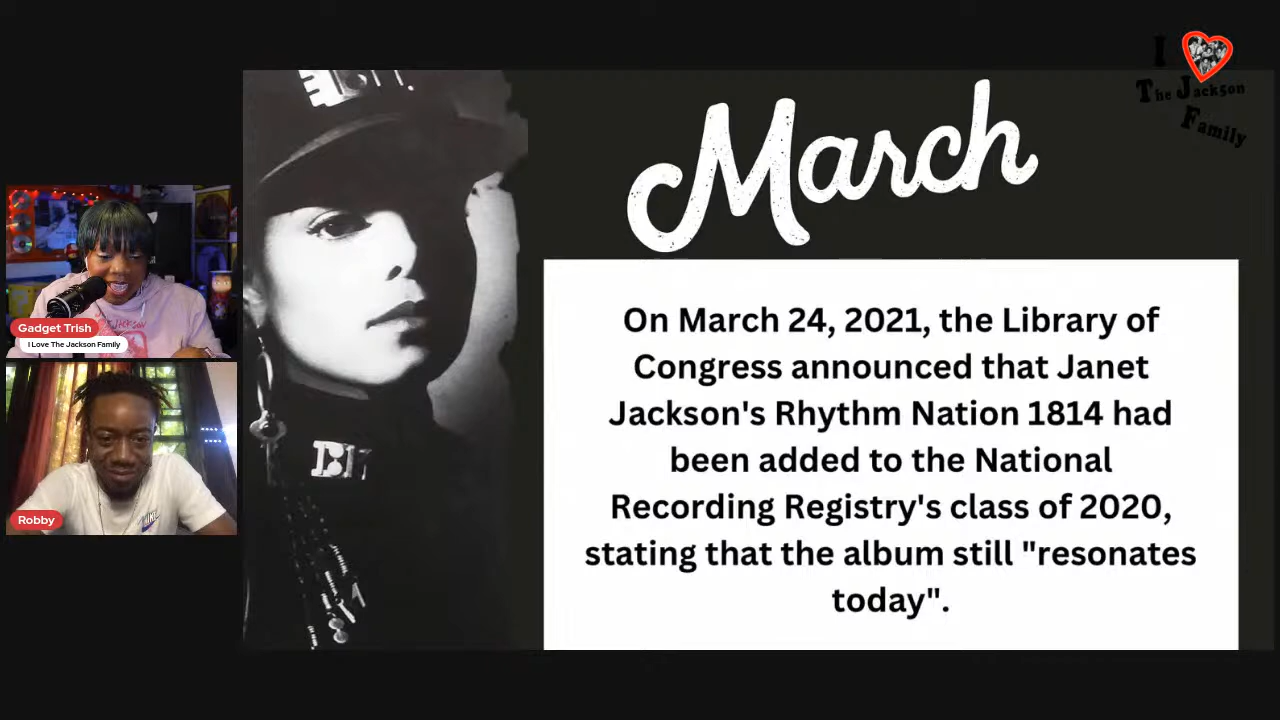 I
The Jack5on
Family
March
On March 24, 2021, the Library of
Congress announced that Janet
Jackson's Rhythm Nation 1814 had
been added to the National
Recording Registry's class of 2020,
stating that the album still "resonates
today".
Gadget Trish
I Love The Jackson Family
Robby